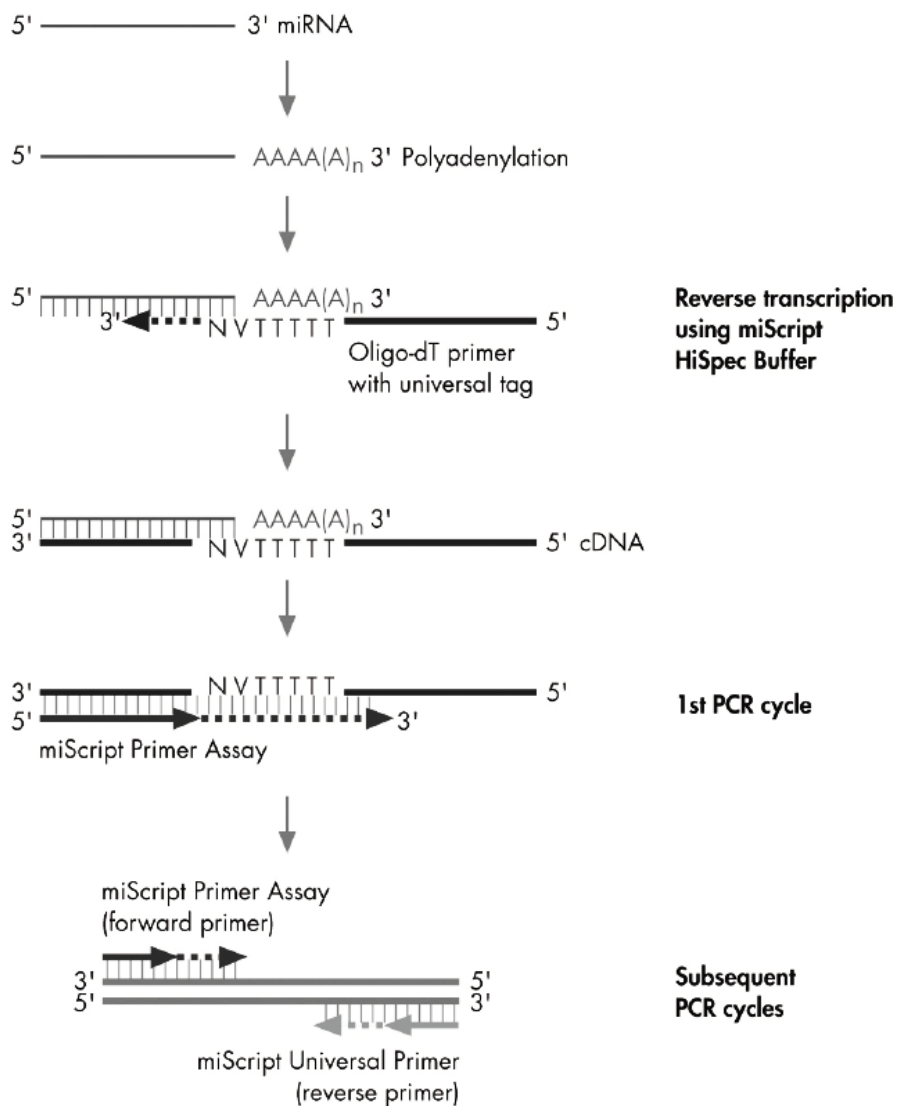 5' 3' miRNA
5' AAAA(A)n 3' Polyadenylation
5' AAAA(A)n 3'
3' N V T T T T T 5'
Oligo-dT primer
with universal tag
Reverse transcription
using miScript
HiSpec Buffer
5' AAAA(A)n 3'
3' N V T T T T T 5' cDNA
3' N V T T T T T 5'
5' 3'
miScript Primer Assay
1st PCR cycle
miScript Primer Assay
(forward primer)
3' 5'
5' 3'
miScript Universal Primer
(reverse primer)
Subsequent
PCR cycles